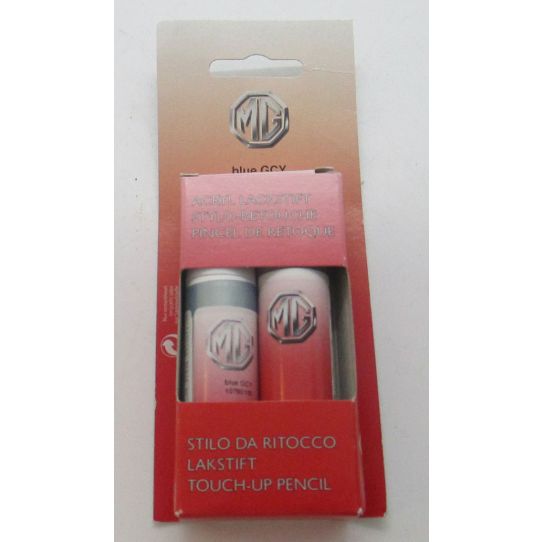 MG
blue GCY
ACRYL LACKSTIFT
STYLO-RETOUCHE
PINCEL DE RETOQUE
MG
MG
blue GCY
STILO DA RITOCCO
LAKSTIFT
TOUCH-UP PENCIL